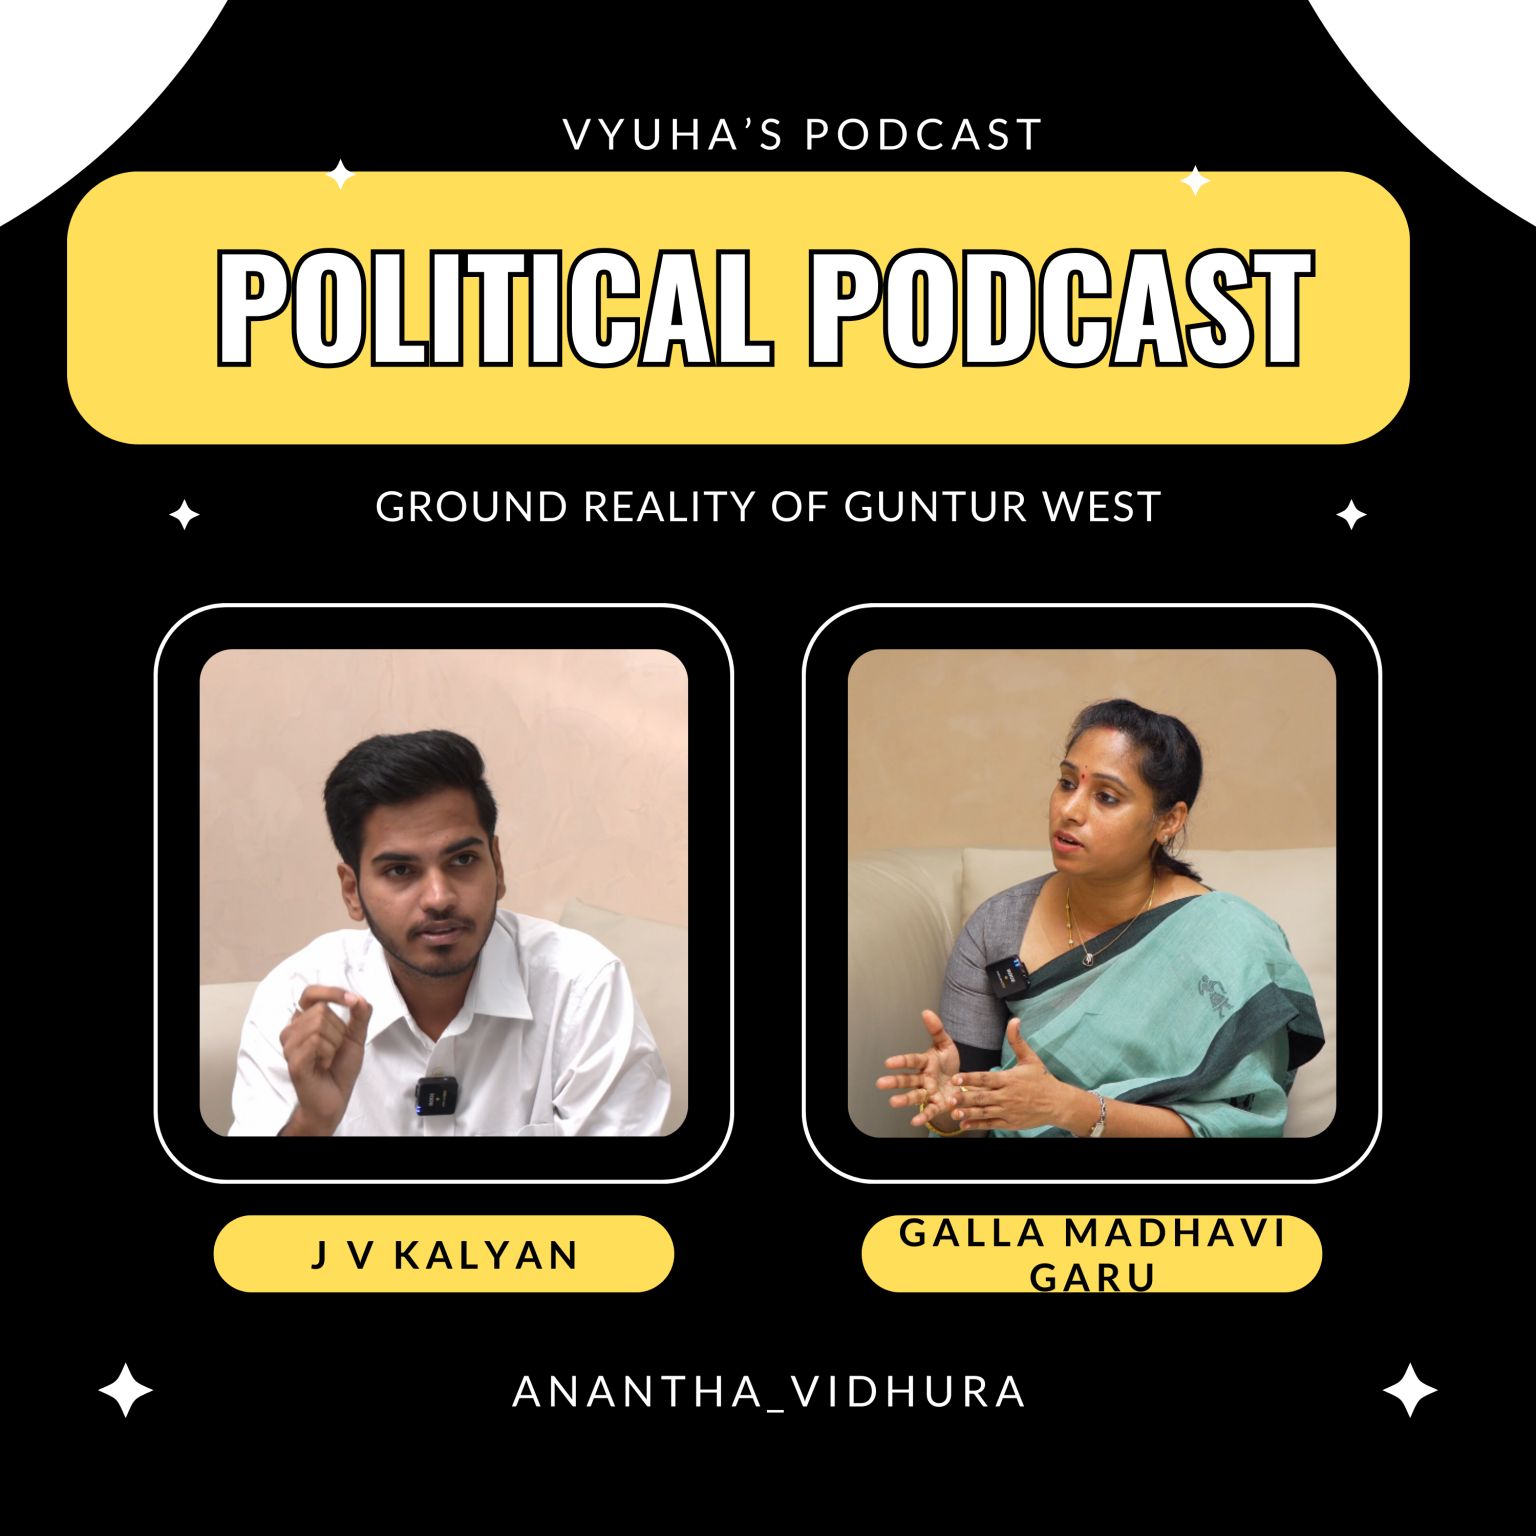 VYUHA’S PODCAST
POLITICAL PODCAST
GROUND REALITY OF GUNTUR WEST
J V KALYAN
GALLA MADHAVI
GARU
ANANTHA_VIDHURA